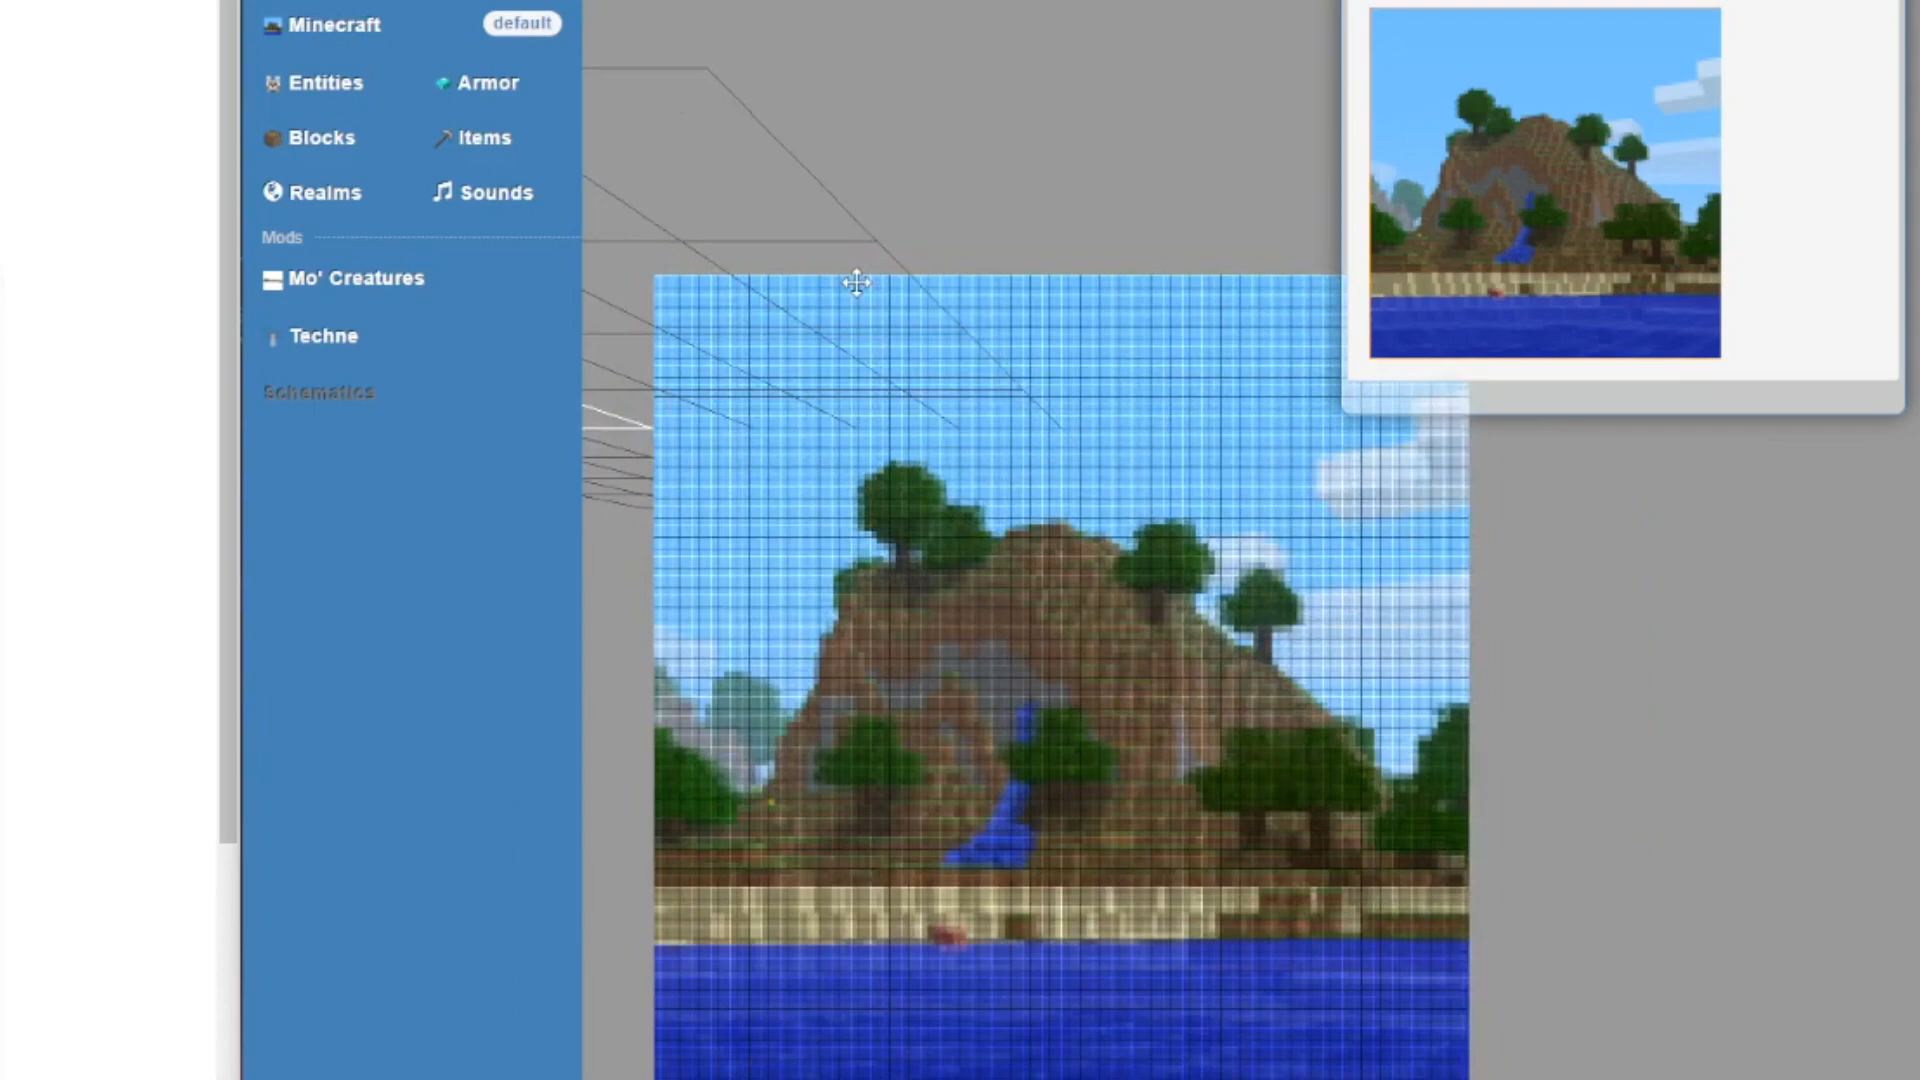 Minecraft default
Entities Armor
Blocks Items
Realms Sounds
Mods
Mo' Creatures
Techne
Schematics